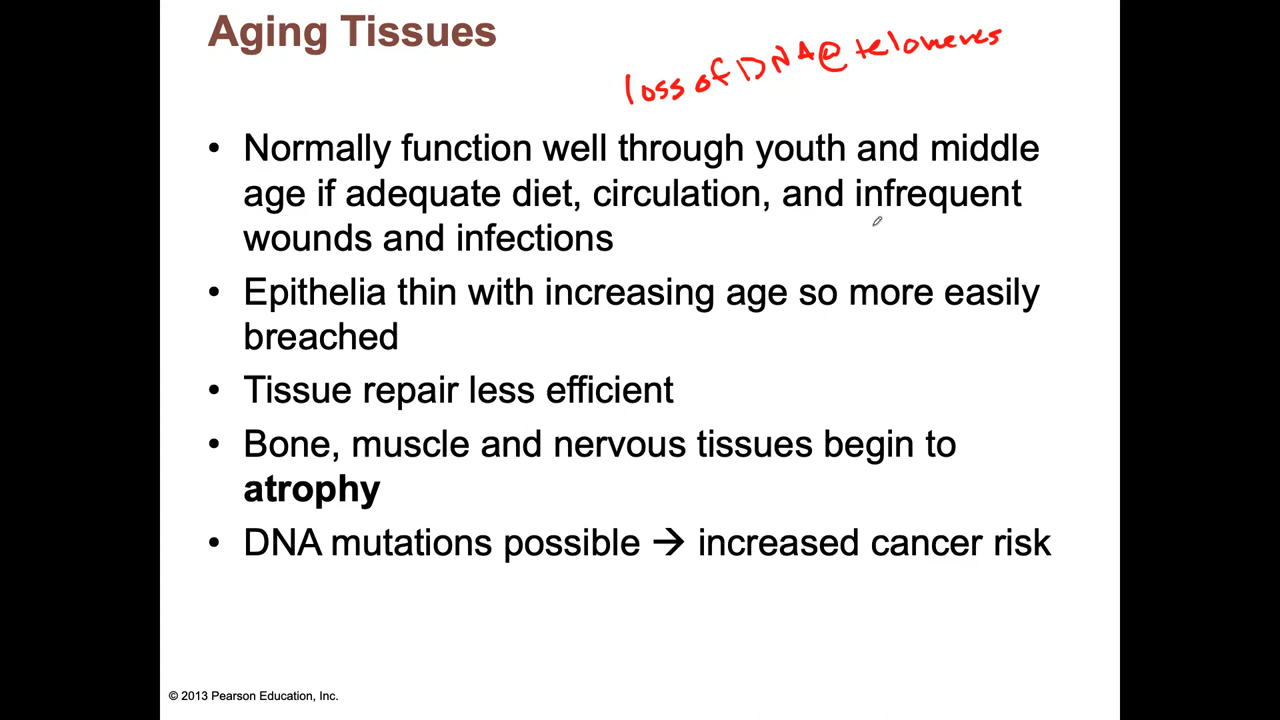 Aging Tissues
loss of DNA @ telomeres
• Normally function well through youth and middle
age if adequate diet, circulation, and infrequent
wounds and infections
• Epithelia thin with increasing age so more easily
breached
• Tissue repair less efficient
• Bone, muscle and nervous tissues begin to
atrophy
• DNA mutations possible → increased cancer risk
© 2013 Pearson Education, Inc.